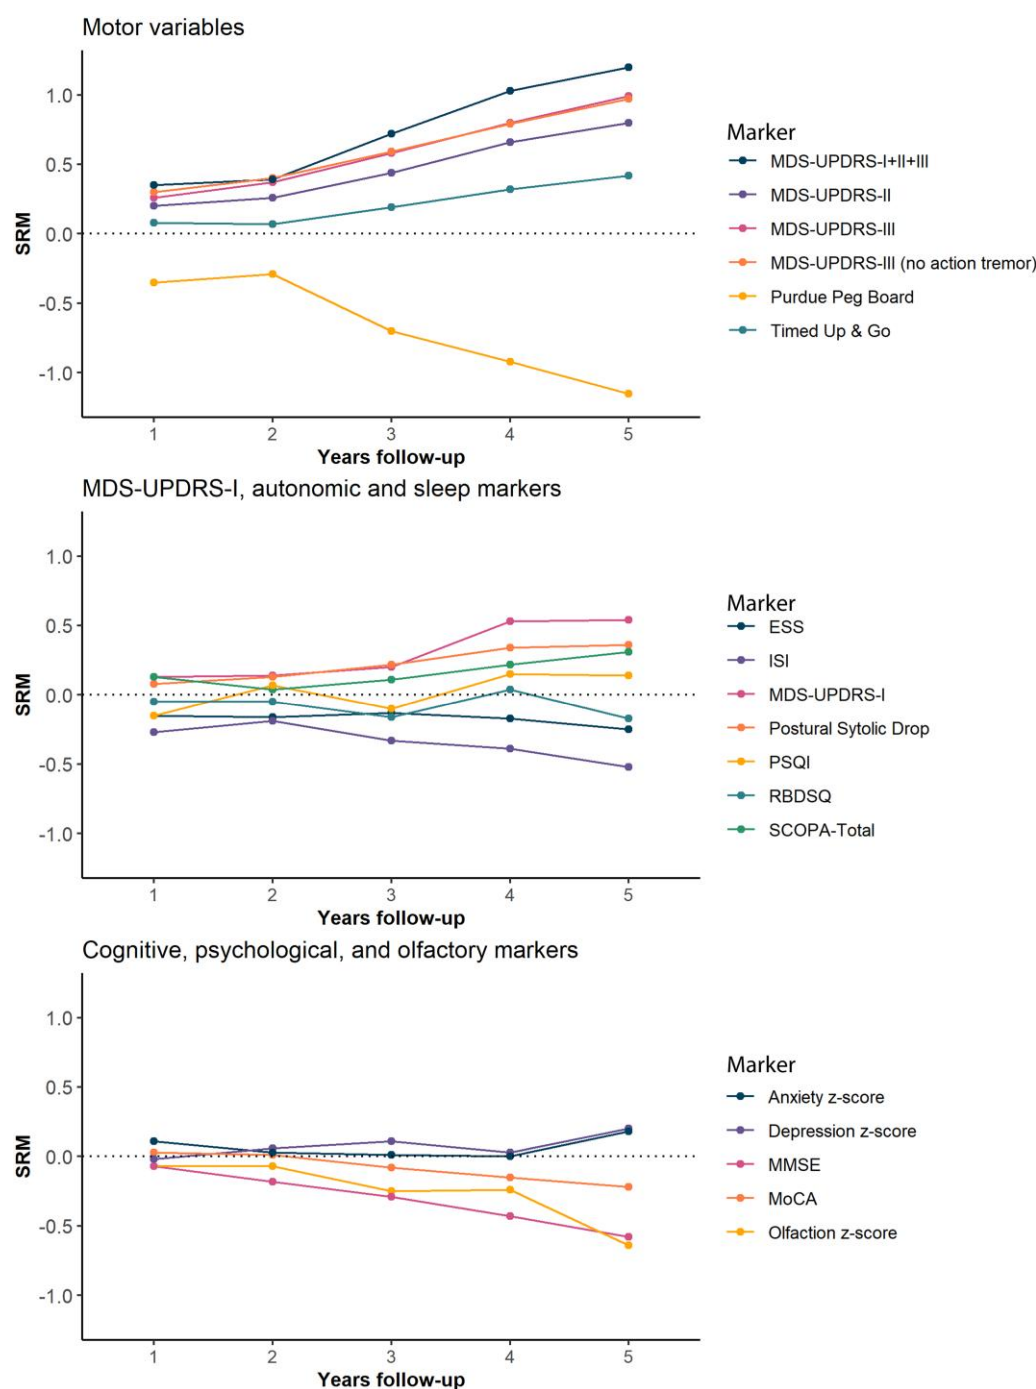 Motor variables
1.0
0.5
0.0
-0.5
-1.0
SRM
1 2 3 4 5
Years follow-up
Marker
MDS-UPDRS-I+II+III
MDS-UPDRS-II
MDS-UPDRS-III
MDS-UPDRS-III (no action tremor)
Purdue Peg Board
Timed Up & Go
MDS-UPDRS-I, autonomic and sleep markers
1.0
0.5
0.0
-0.5
-1.0
SRM
1 2 3 4 5
Years follow-up
Marker
ESS
ISI
MDS-UPDRS-I
Postural Sytolic Drop
PSQI
RBDSQ
SCOPA-Total
Cognitive, psychological, and olfactory markers
1.0
0.5
0.0
-0.5
-1.0
SRM
1 2 3 4 5
Years follow-up
Marker
Anxiety z-score
Depression z-score
MMSE
MoCA
Olfaction z-score